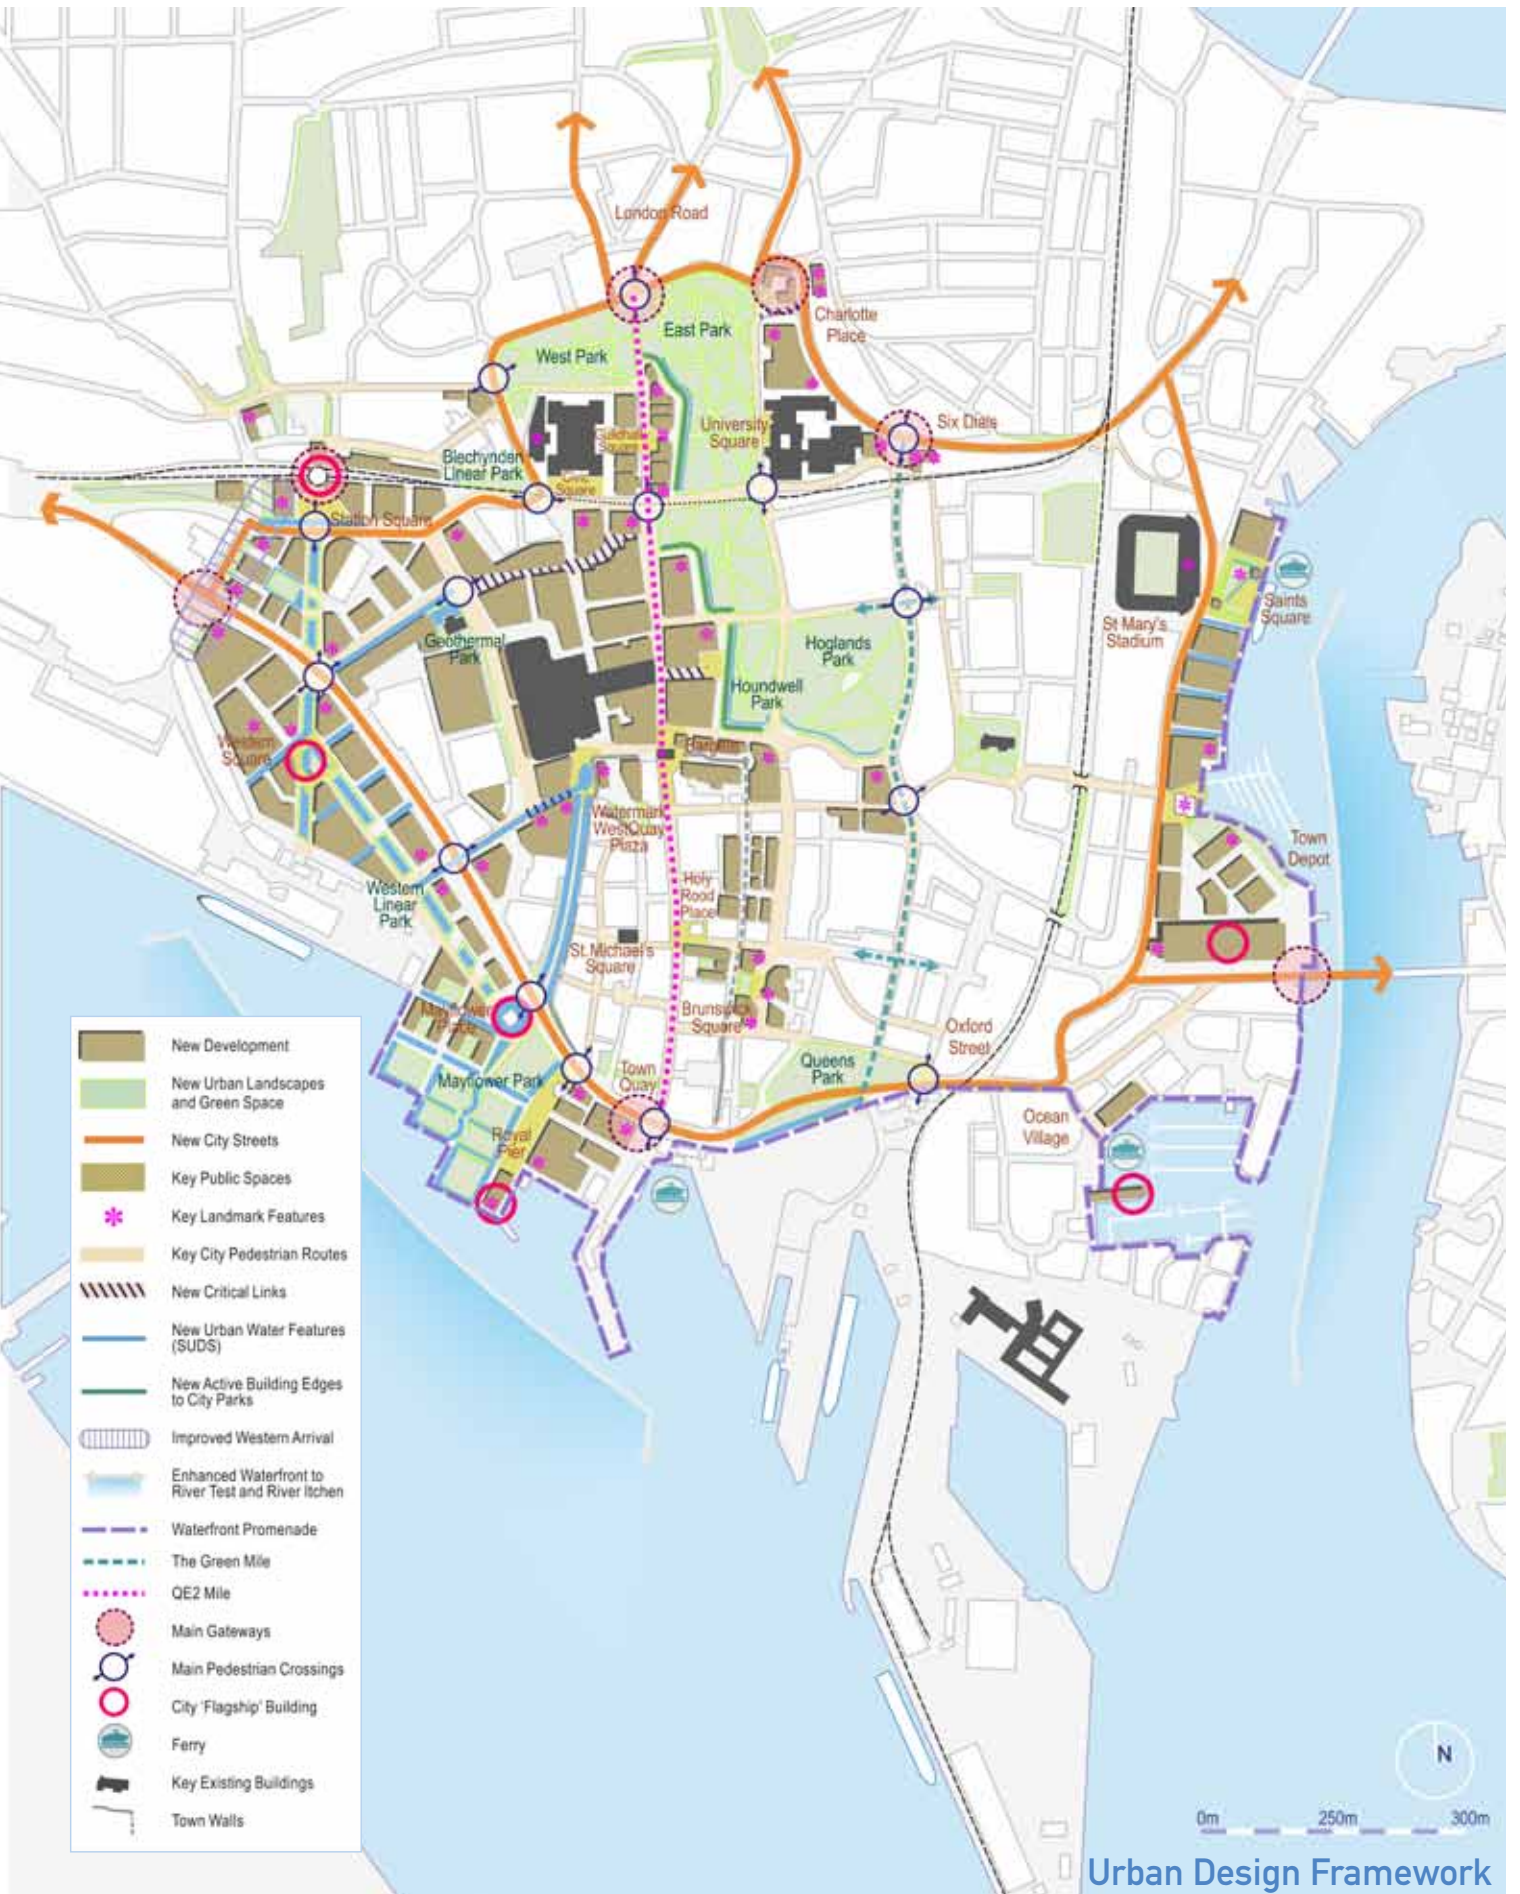 London Road
East Park
Charlotte
Place
West Park
University
Square
Six Dials
Guildhall
Square
Blechynden
Linear Park
Civic
Square
Station Square
Saints
Square
St Mary's
Stadium
Geothermal
Park
Hoglands
Park
Houndwell
Park
Western
Square
Bargate
Watermark
WestQuay
Plaza
Town
Depot
Holy
Rood
Place
Western
Linear
Park
St.Michael's
Square
Mayflower
Place
Brunswick
Square
Oxford
Street
Queens
Park
Mayflower Park
Town
Quay
Ocean
Village
Royal
Pier
New Development
New Urban Landscapes
and Green Space
New City Streets
Key Public Spaces
Key Landmark Features
Key City Pedestrian Routes
New Critical Links
New Urban Water Features
(SUDS)
New Active Building Edges
to City Parks
Improved Western Arrival
Enhanced Waterfront to
River Test and River Itchen
Waterfront Promenade
The Green Mile
QE2 Mile
Main Gateways
Main Pedestrian Crossings
City 'Flagship' Building
Ferry
Key Existing Buildings
Town Walls
N
0m 250m 300m
Urban Design Framework